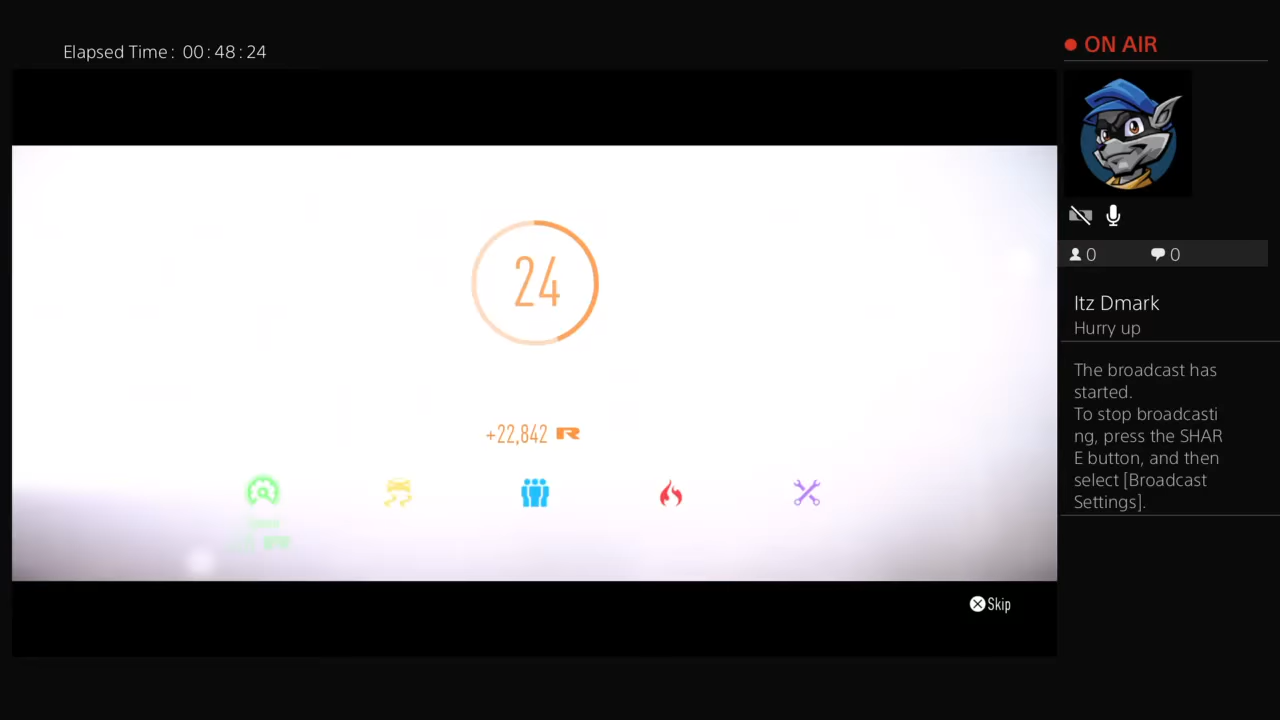 Elapsed Time: 00:48:24
ON AIR
24
0
0
+22,842
Itz Dmark
Hurry up
The broadcast has
started.
To stop broadcasti
ng, press the SHAR
E button, and then
select [Broadcast
Settings].
Skip